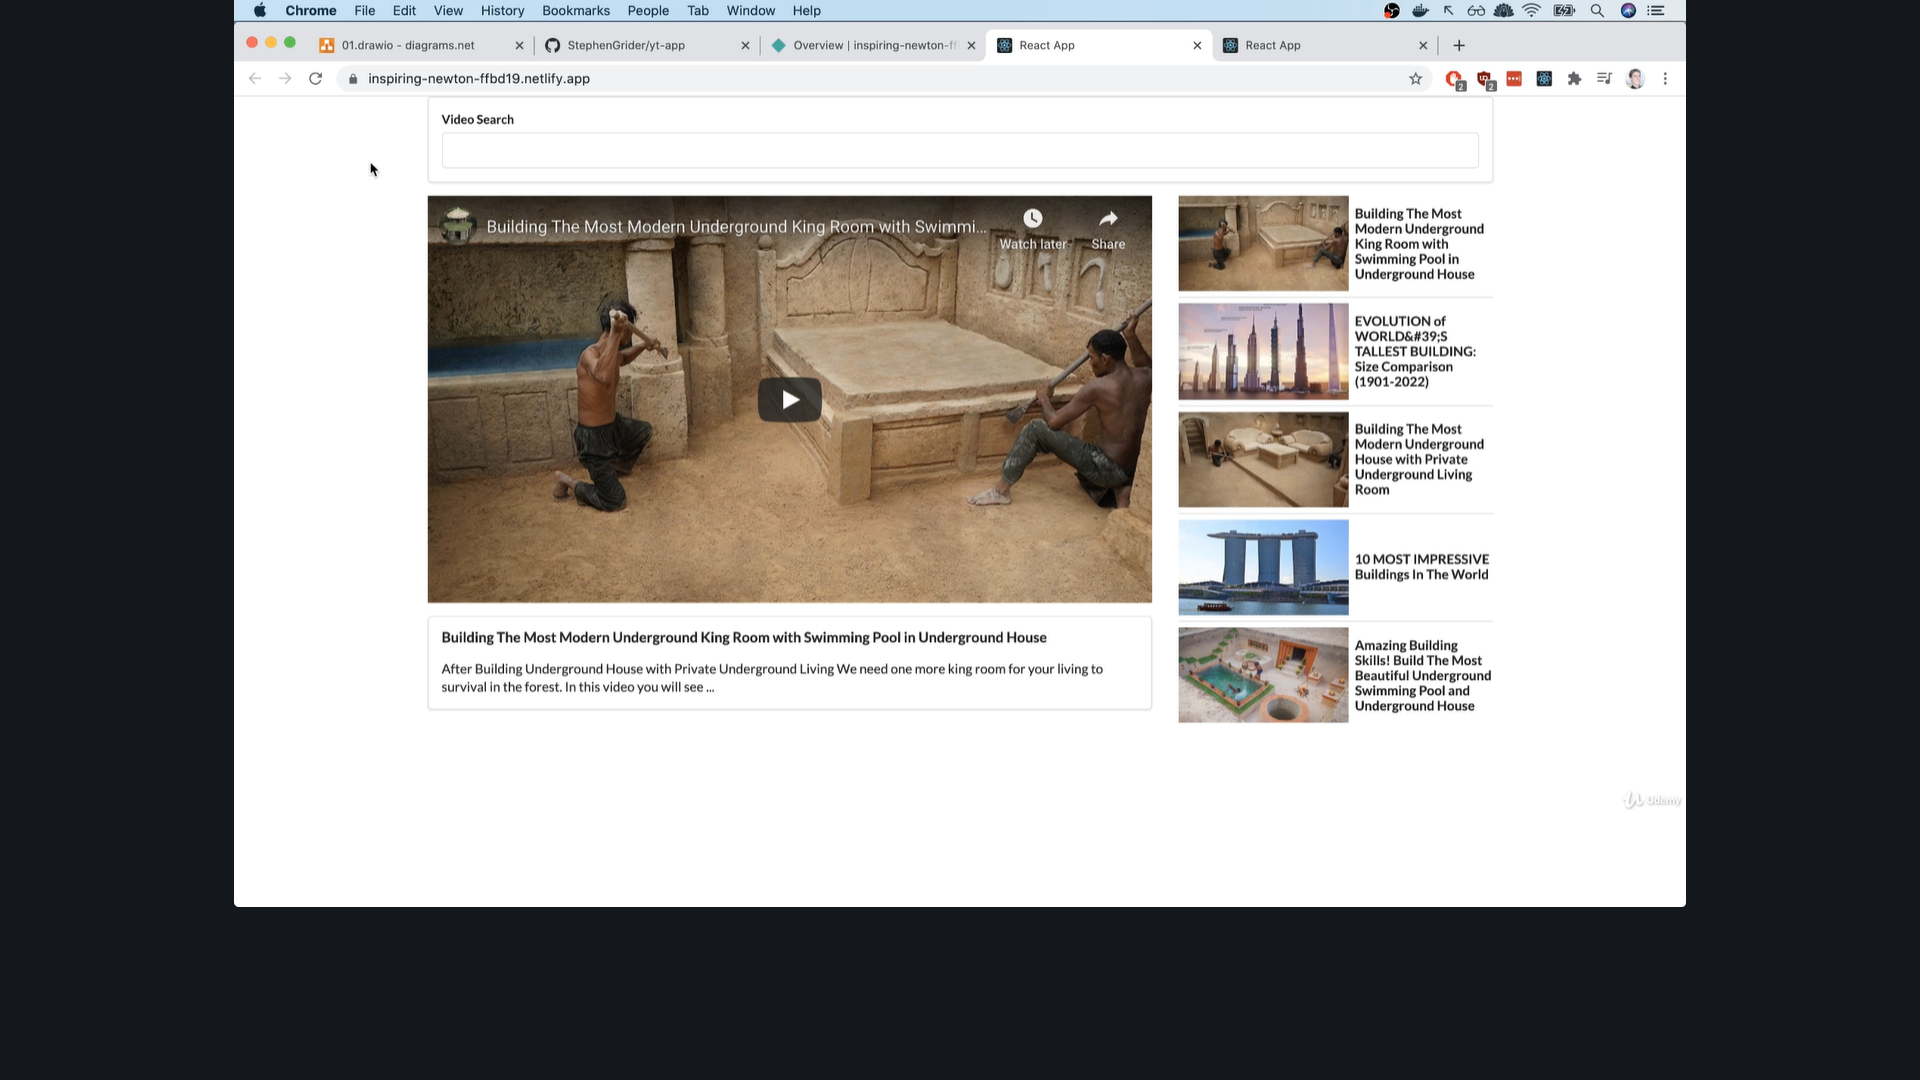 Chrome File Edit View History Bookmarks People Tab Window Help
01.drawio - diagrams.net
StephenGrider/yt-app
Overview | inspiring-newton-ff
React App
React App
inspiring-newton-ffbd19.netlify.app
2
2
Video Search
Building The Most Modern Underground King Room with Swimmi...
Watch later
Share
Building The Most
Modern Underground
King Room with
Swimming Pool in
Underground House
EVOLUTION of
WORLD&#39;S
TALLEST BUILDING:
Size Comparison
(1901-2022)
Building The Most
Modern Underground
House with Private
Underground Living
Room
10 MOST IMPRESSIVE
Buildings In The World
Amazing Building
Skills! Build The Most
Beautiful Underground
Swimming Pool and
Underground House
Building The Most Modern Underground King Room with Swimming Pool in Underground House
After Building Underground House with Private Underground Living We need one more king room for your living to
survival in the forest. In this video you will see ...
Udemy